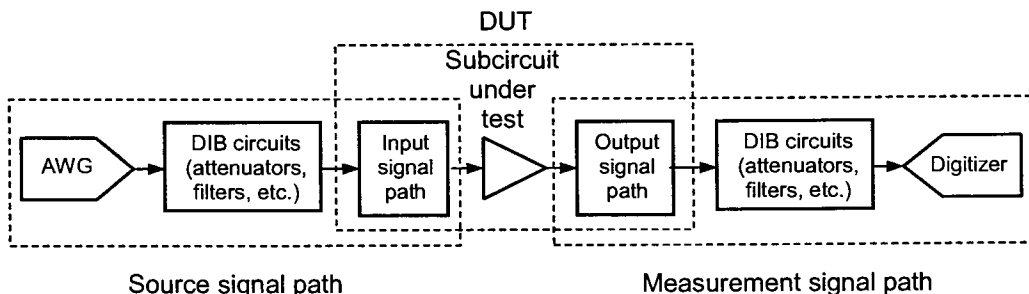 DUT
Subcircuit
under
test
AWG
DIB circuits
(attenuators,
filters, etc.)
Input
signal
path
Output
signal
path
DIB circuits
(attenuators,
filters, etc.)
Digitizer
Source signal path
Measurement signal path